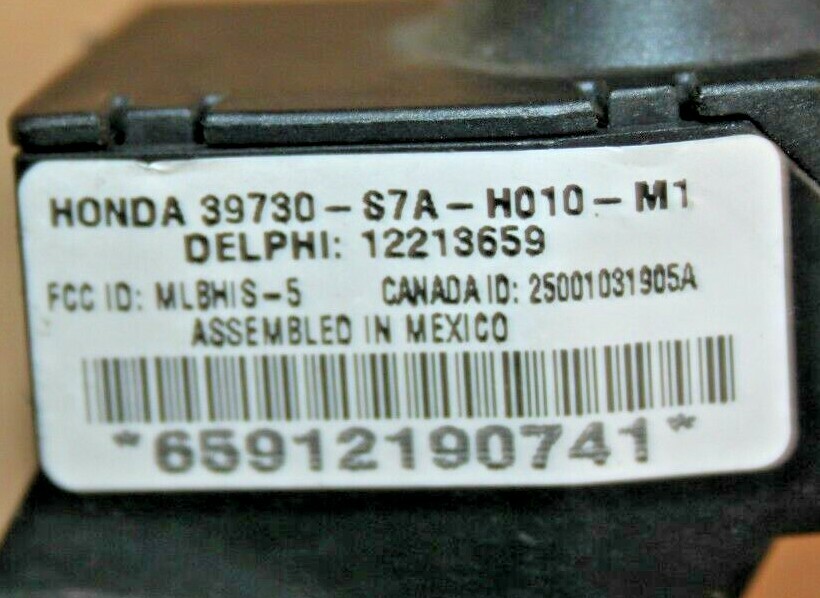 HONDA 39730-S7A-H010-M1
DELPHI: 12213659
FCC ID: MLBHIS-5 CANADA ID: 25001031905A
ASSEMBLED IN MEXICO
*65912190741*